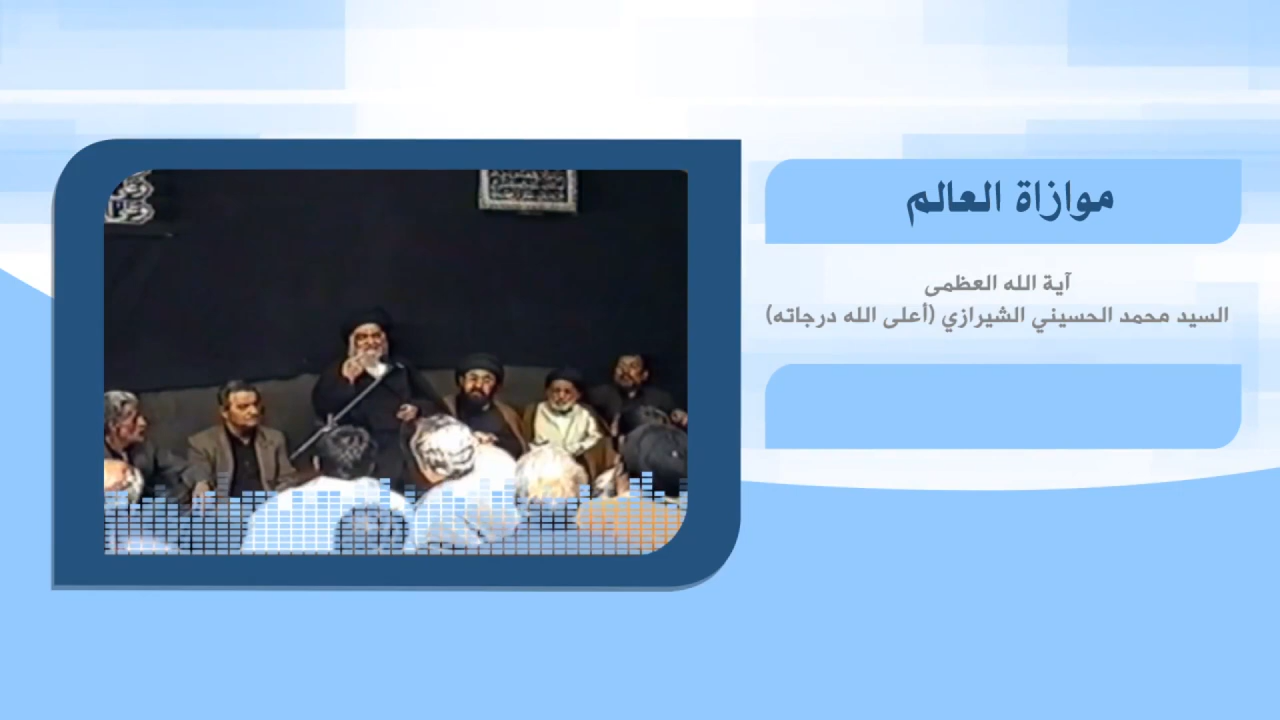 موازاة العالم
آية الله العظمى
السيد محمد الحسيني الشيرازي (أعلى الله درجاته)